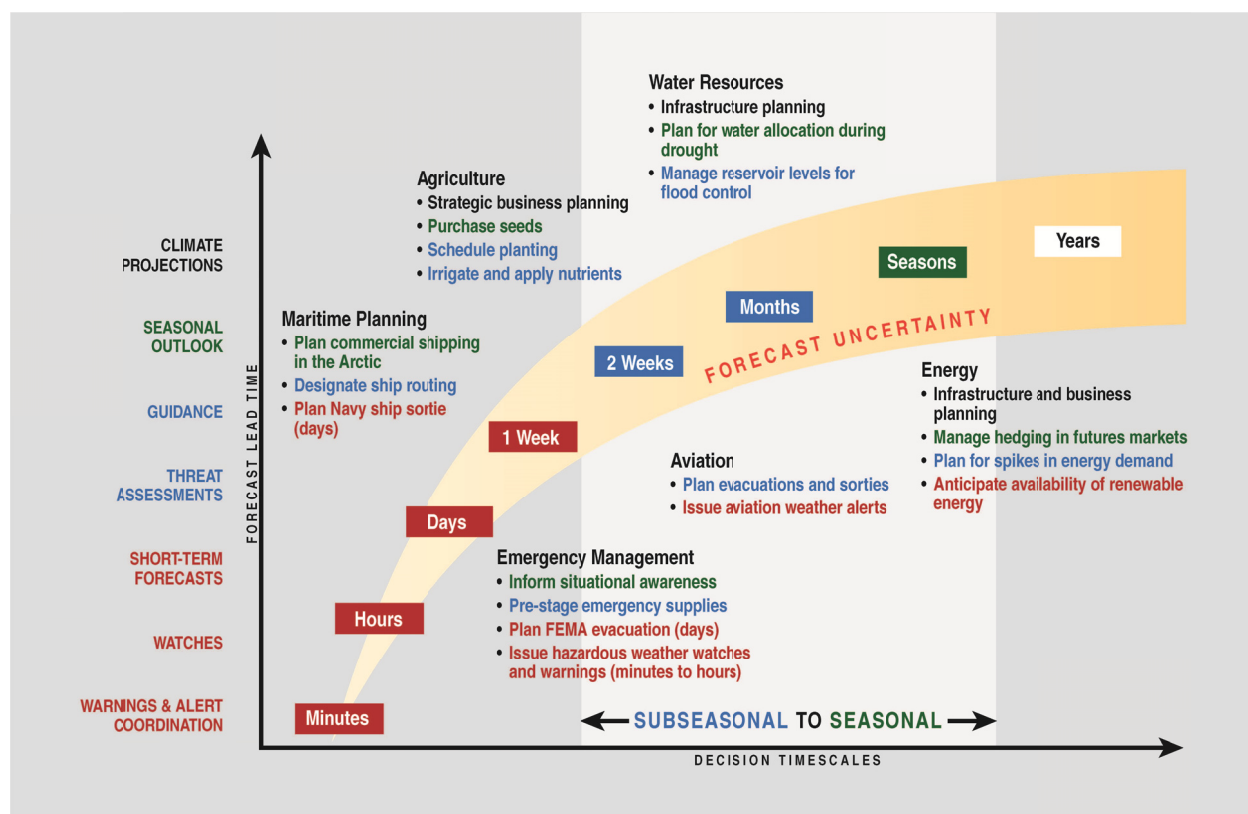 Water Resources
• Infrastructure planning
• Plan for water allocation during
drought
• Manage reservoir levels for
flood control
Agriculture
• Strategic business planning
• Purchase seeds
• Schedule planting
• Irrigate and apply nutrients
Maritime Planning
• Plan commercial shipping
in the Arctic
• Designate ship routing
• Plan Navy ship sortie
(days)
CLIMATE
PROJECTIONS
SEASONAL
OUTLOOK
GUIDANCE
THREAT
ASSESSMENTS
SHORT-TERM
FORECASTS
WATCHES
WARNINGS & ALERT
COORDINATION
FORECAST LEAD TIME
Years
Seasons
Months
2 Weeks
1 Week
Days
Hours
Minutes
FORECAST UNCERTAINTY
Energy
• Infrastructure and business
planning
• Manage hedging in futures markets
• Plan for spikes in energy demand
• Anticipate availability of renewable
energy
Aviation
• Plan evacuations and sorties
• Issue aviation weather alerts
Emergency Management
• Inform situational awareness
• Pre-stage emergency supplies
• Plan FEMA evacuation (days)
• Issue hazardous weather watches
and warnings (minutes to hours)
SUBSEASONAL TO SEASONAL
DECISION TIMESCALES